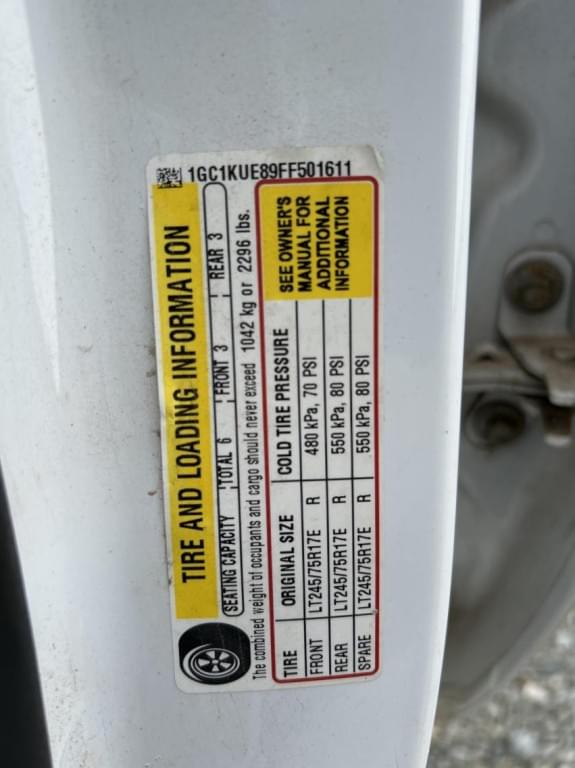 1GC1KUE89FF501611
TIRE AND LOADING INFORMATION
SEATING CAPACITY TOTAL 6 FRONT 3 REAR 3
The combined weight of occupants and cargo should never exceed 1042 kg or 2296 lbs.
TIRE ORIGINAL SIZE COLD TIRE PRESSURE
FRONT LT245/75R17E R 480 kPa, 70 PSI
REAR LT245/75R17E R 550 kPa, 80 PSI
SPARE LT245/75R17E R 550 kPa, 80 PSI
SEE OWNER'S
MANUAL FOR
ADDITIONAL
INFORMATION